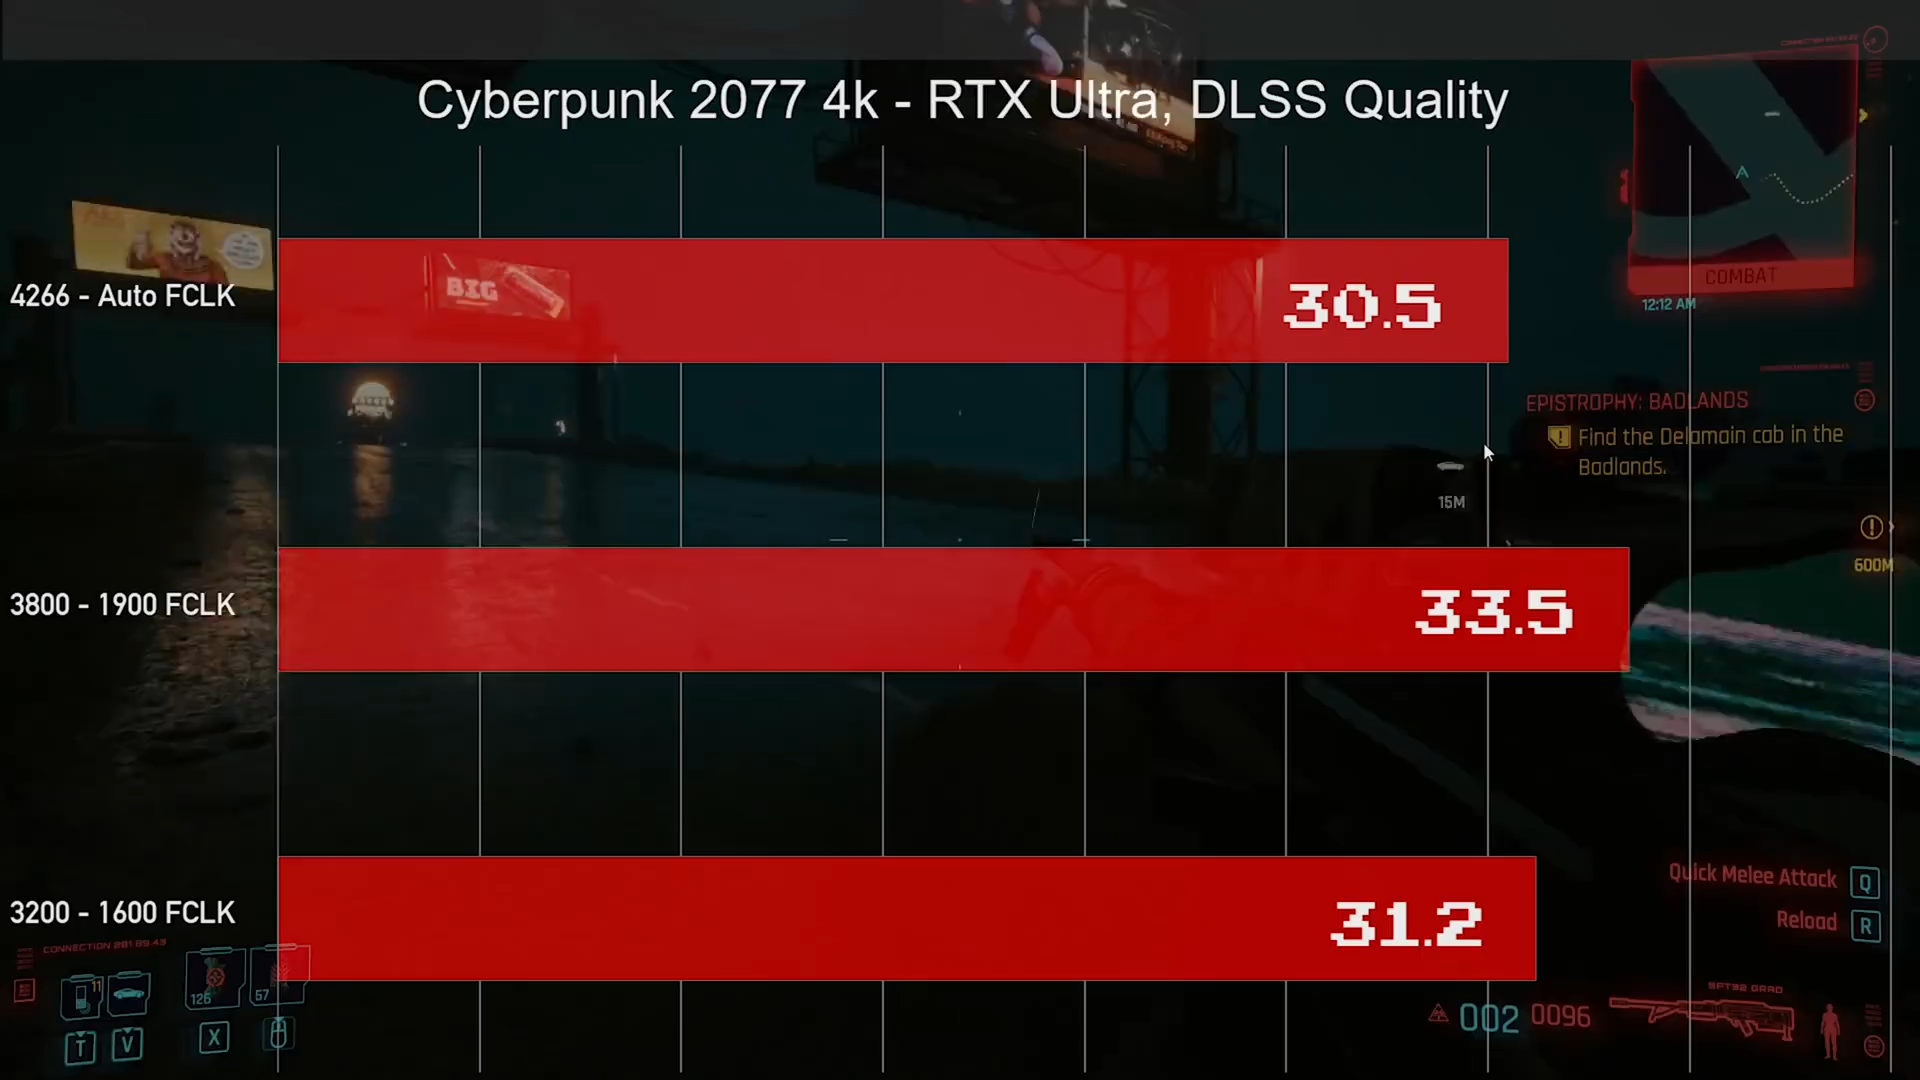 Cyberpunk 2077 4k - RTX Ultra, DLSS Quality
4266 - Auto FCLK
BIG
30.5
COMBAT
12:12 AM
EPISTROPHY: BADLANDS
Find the Delamain cab in the
Badlands.
15M
600M
3800 - 1900 FCLK
33.5
3200 - 1600 FCLK
31.2
Quick Melee Attack Q
Reload R
11
126
57
T
V
X
002 0096